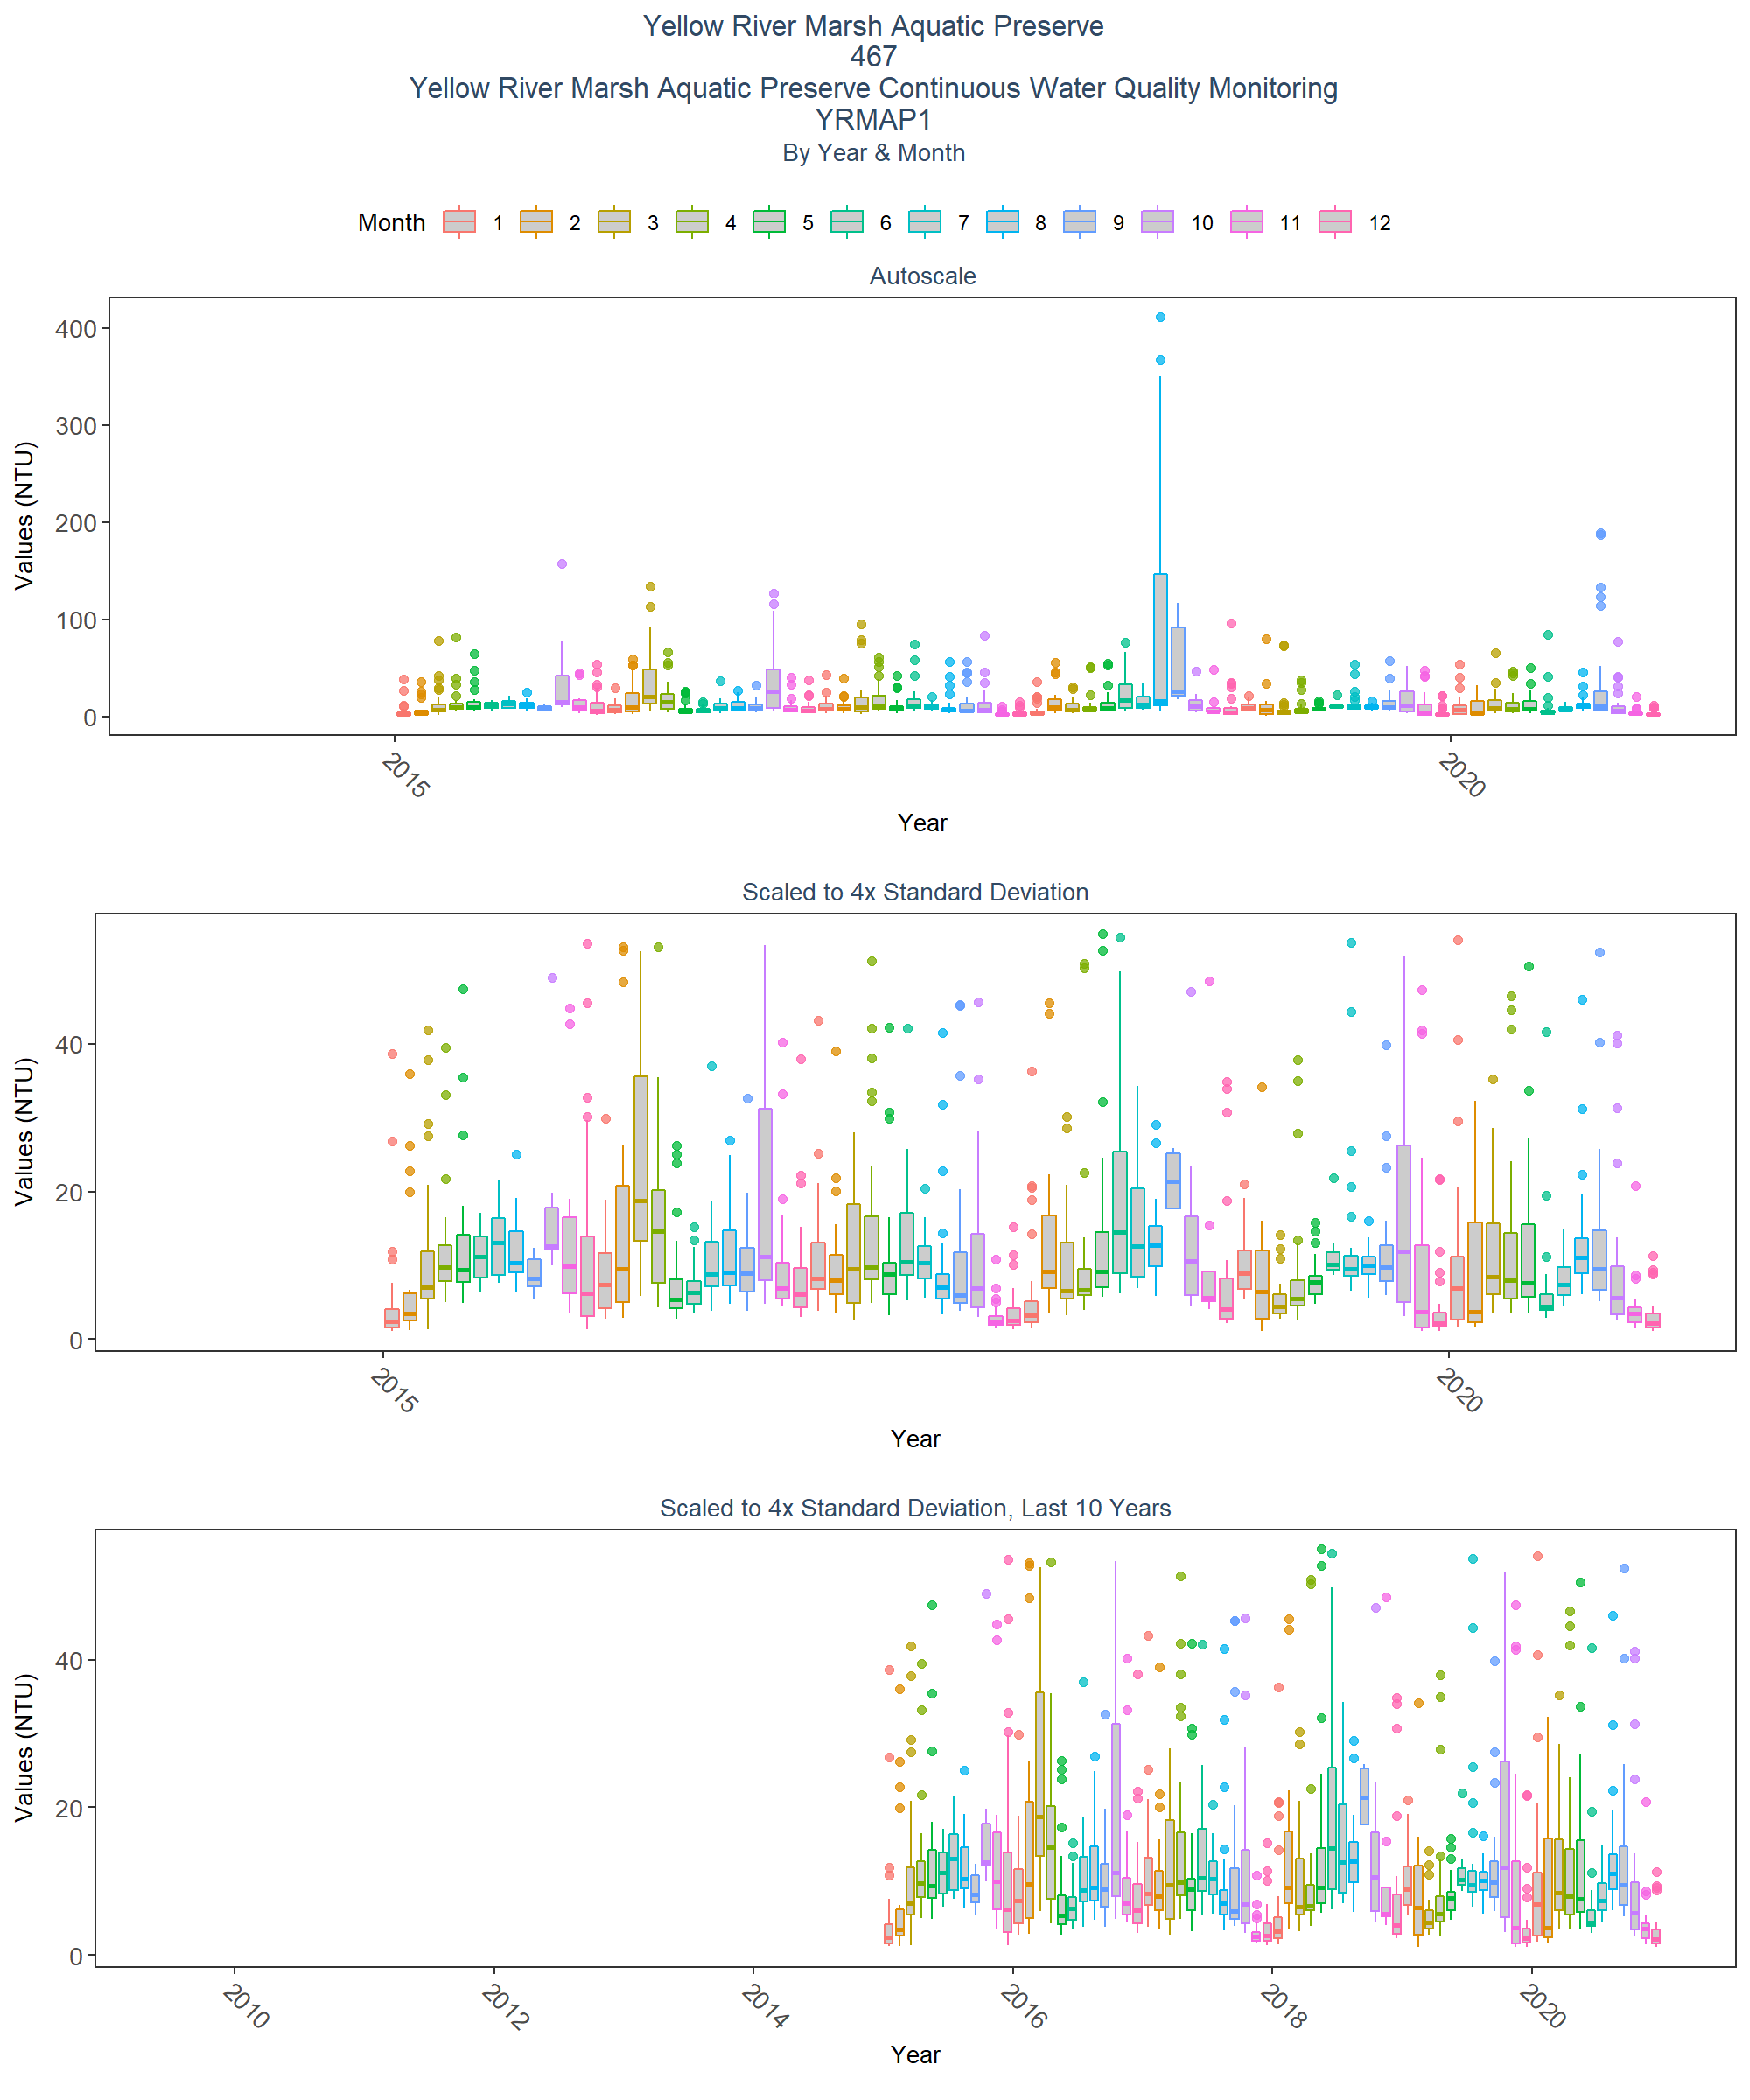 Yellow River Marsh Aquatic Preserve
467
Yellow River Marsh Aquatic Preserve Continuous Water Quality Monitoring
YRMAP1
By Year & Month
Month 1 2 3 4 5 6 7 8 9 10 11 12
Autoscale
Values (NTU)
400
300
200
100
0
2015 2020
Year
Scaled to 4x Standard Deviation
Values (NTU)
40
20
0
2015 2020
Year
Scaled to 4x Standard Deviation, Last 10 Years
Values (NTU)
40
20
0
2010 2012 2014 2016 2018 2020
Year